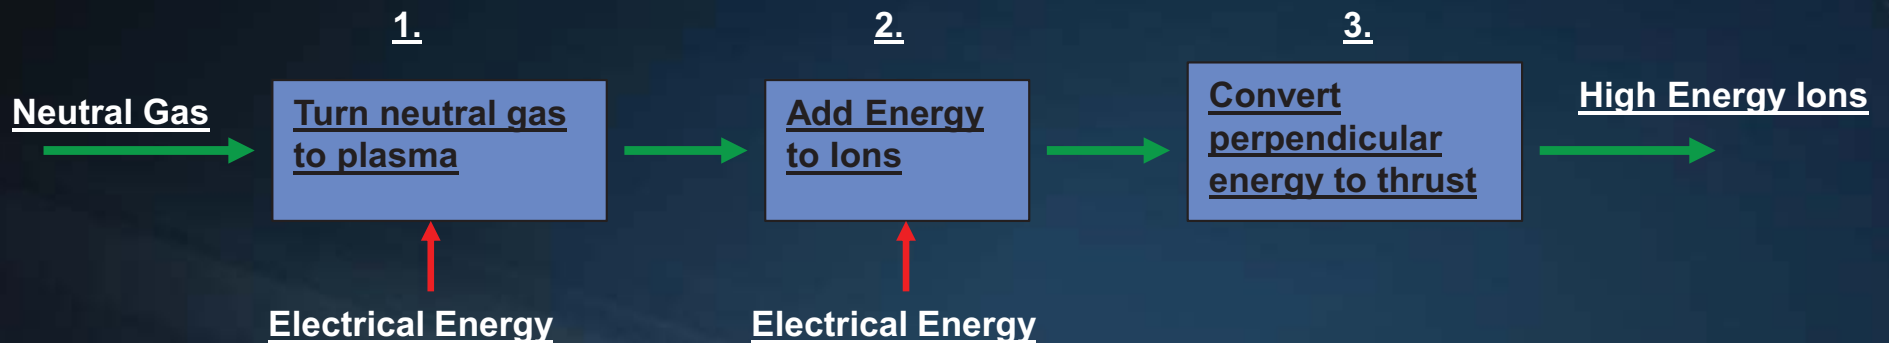 1.
2.
3.
Neutral Gas
Turn neutral gas
to plasma
Add Energy
to Ions
Convert
perpendicular
energy to thrust
High Energy Ions
Electrical Energy
Electrical Energy